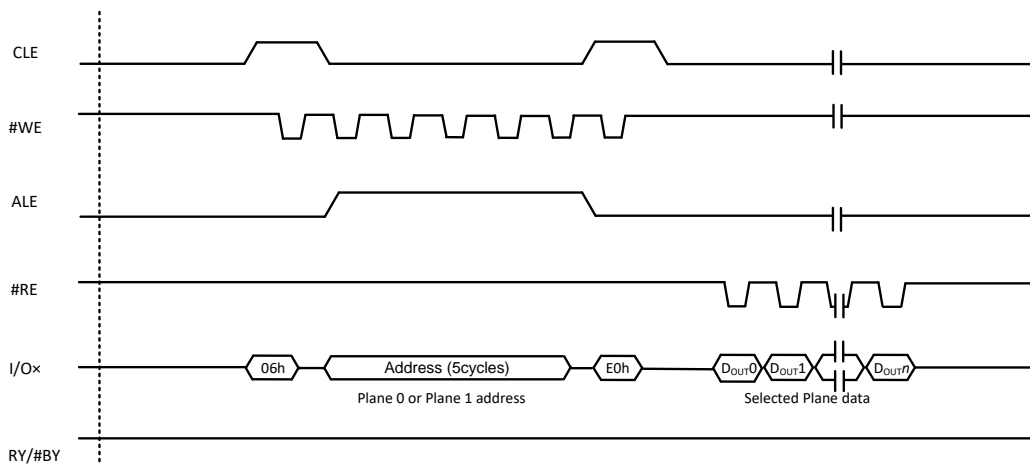 CLE
#WE
ALE
#RE
I/O×
06h
Address (5cycles)
E0h
DOUT0
DOUT1
DOUTn
Plane 0 or Plane 1 address
Selected Plane data
RY/#BY